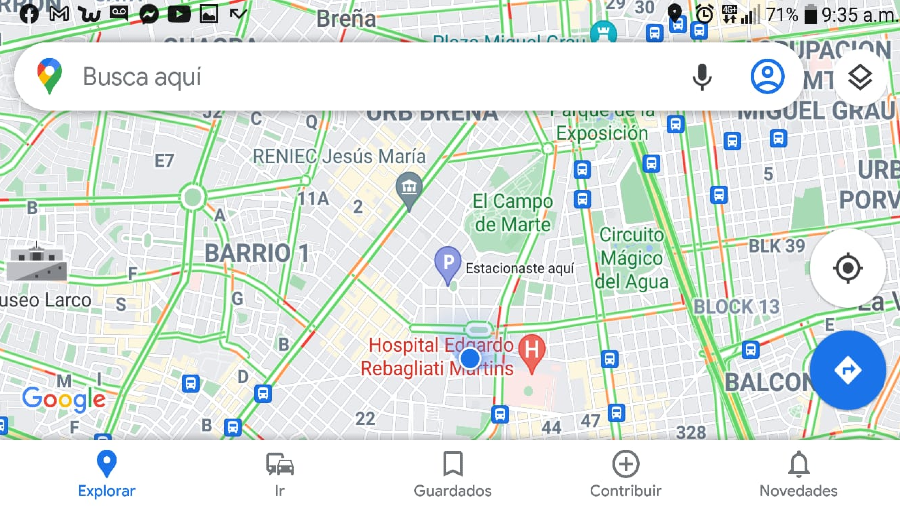 Breña
29
30
4G+
71%
9:35 a.m.
Plaza Miguel Grau
Busca aquí
MIGUEL GRAU
J2
C
Q
URB BREÑA
Parque de la
Exposición
E7
RENIEC Jesús María
11A
2
5
URB
B
A
El Campo
de Marte
BARRIO 1
Circuito
Mágico
del Agua
BLK 39
F
Estacionaste aquí
useo Larco
S
G
BLOCK 13
La V
E
B
Hospital Edgardo
Rebagliati Martins
H
P
M
I
D
BALCON
Google
F
B
22
44
47
328
Explorar
Ir
Guardados
Contribuir
Novedades